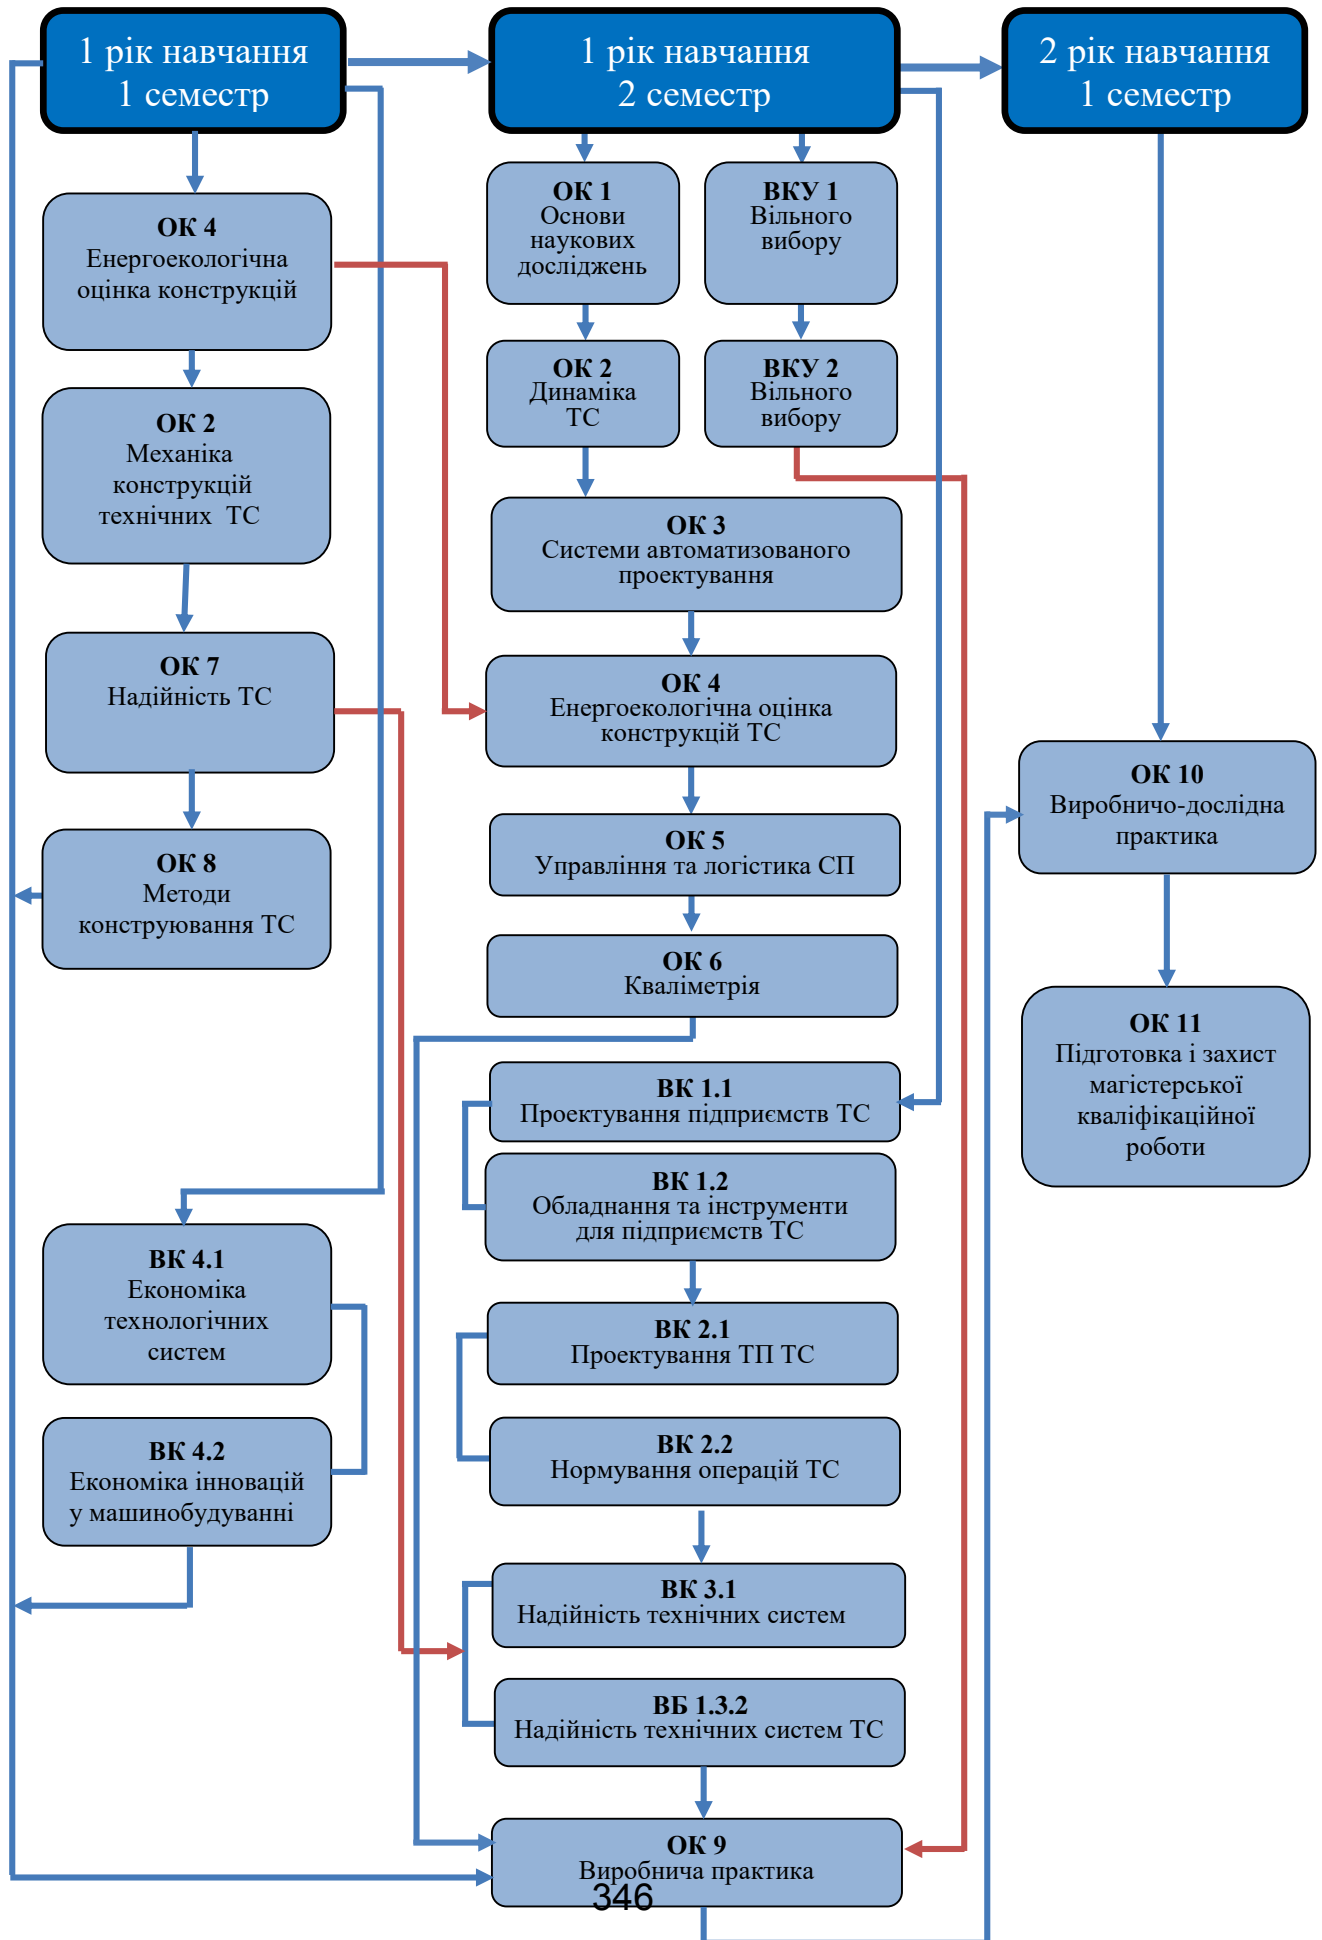 1 рік навчання
1 семестр
1 рік навчання
2 семестр
2 рік навчання
1 семестр
ОК 4
Енергоекологічна
оцінка конструкцій
ОК 2
Механіка
конструкцій
технічних ТС
ОК 7
Надійність ТС
ОК 8
Методи
конструювання ТС
ВК 4.1
Економіка
технологічних
систем
ВК 4.2
Економіка інновацій
у машинобудуванні
ОК 1
Основи
наукових
досліджень
ВКУ 1
Вільного
вибору
ОК 2
Динаміка
ТС
ВКУ 2
Вільного
вибору
ОК 3
Системи автоматизованого
проектування
ОК 4
Енергоекологічна оцінка
конструкцій ТС
ОК 5
Управління та логістика СП
ОК 6
Кваліметрія
ВК 1.1
Проектування підприємств ТС
ВК 1.2
Обладнання та інструменти
для підприємств ТС
ВК 2.1
Проектування ТП ТС
ВК 2.2
Нормування операцій ТС
ВК 3.1
Надійність технічних систем
ВБ 1.3.2
Надійність технічних систем ТС
ОК 9
Виробнича практика
346
ОК 10
Виробничо-дослідна
практика
ОК 11
Підготовка і захист
магістерської
кваліфікаційної
роботи